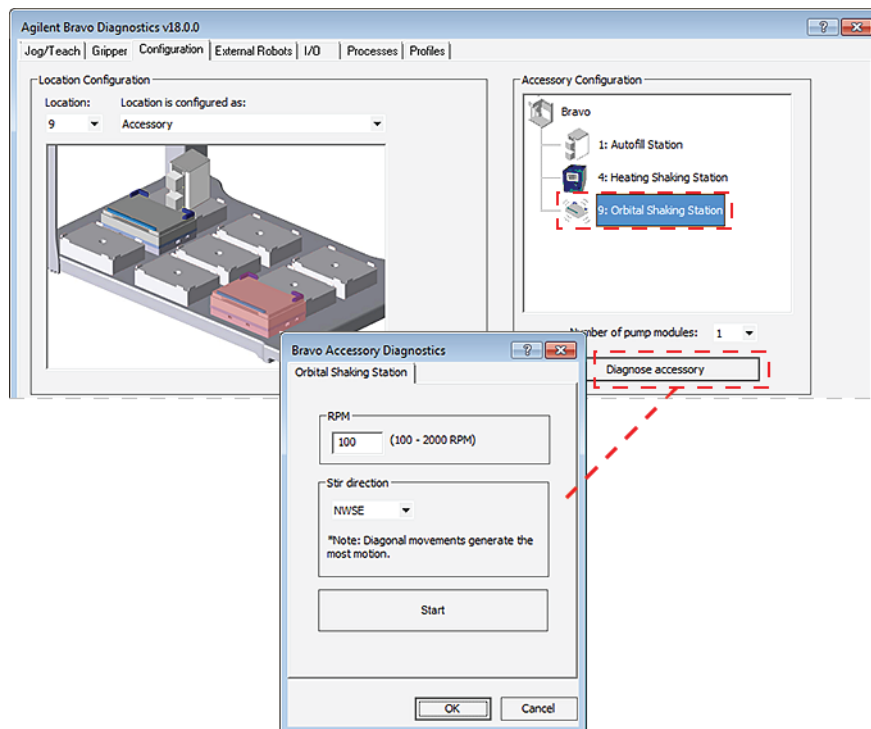 Agilent Bravo Diagnostics v18.0.0
Jog/Teach Gripper Configuration External Robots I/O Processes Profiles
Location Configuration
Location: Location is configured as:
9 Accessory
Accessory Configuration
Bravo
1: Autofill Station
4: Heating Shaking Station
9: Orbital Shaking Station
Number of pump modules: 1
Diagnose accessory
Bravo Accessory Diagnostics
Orbital Shaking Station
RPM
100 (100 - 2000 RPM)
Stir direction
NWSE
*Note: Diagonal movements generate the
most motion.
Start
OK Cancel